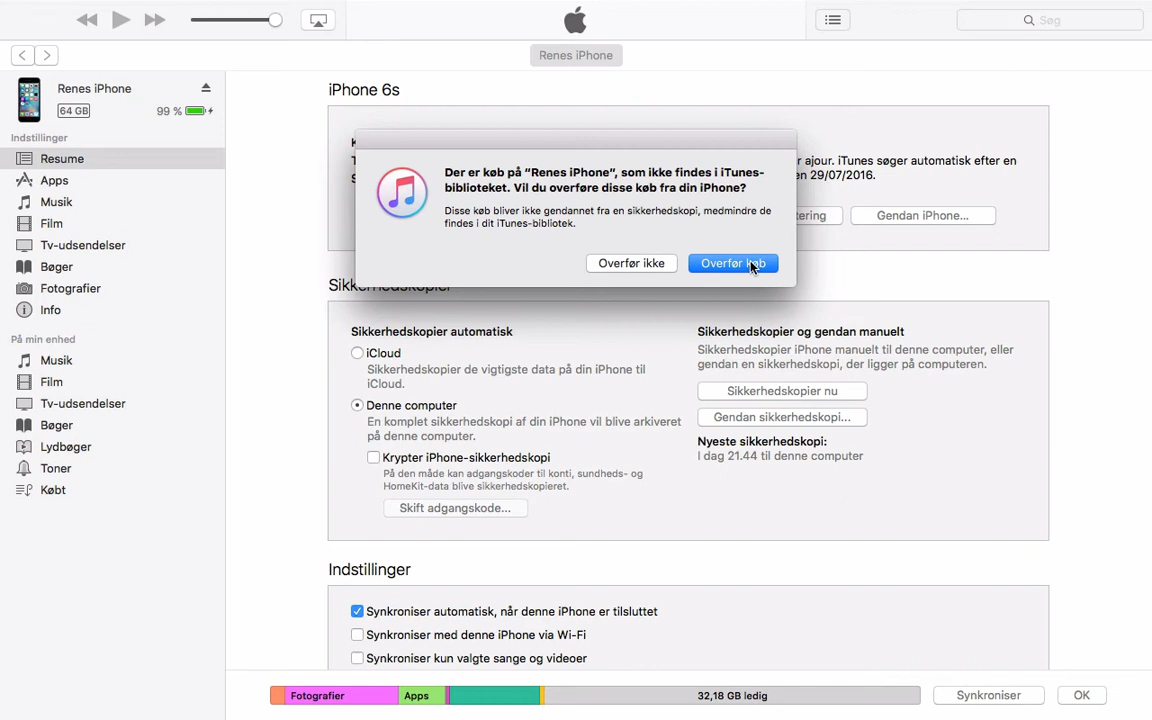 Søg
Renes iPhone
Renes iPhone
64 GB
99 %
Indstillinger
Resume
Apps
Musik
Film
Tv-udsendelser
Bøger
Fotografier
Info
På min enhed
Musik
Film
Tv-udsendelser
Bøger
Lydbøger
Toner
Købt
iPhone 6s
r ajour. iTunes søger automatisk efter en
en 29/07/2016.
tering
Gendan iPhone...
Der er køb på “Renes iPhone“, som ikke findes i iTunes-
biblioteket. Vil du overføre disse køb fra din iPhone?
Disse køb bliver ikke gendannet fra en sikkerhedskopi, medmindre de
findes i dit iTunes-bibliotek.
Overfør ikke
Overfør køb
Sikkerhedskopier
Sikkerhedskopier automatisk
iCloud
Sikkerhedskopier de vigtigste data på din iPhone til
iCloud.
Denne computer
En komplet sikkerhedskopi af din iPhone vil blive arkiveret
på denne computer.
Krypter iPhone-sikkerhedskopi
På den måde kan adgangskoder til konti, sundheds- og
HomeKit-data blive sikkerhedskopieret.
Skift adgangskode...
Sikkerhedskopier og gendan manuelt
Sikkerhedskopier iPhone manuelt til denne computer, eller
gendan en sikkerhedskopi, der ligger på computeren.
Sikkerhedskopier nu
Gendan sikkerhedskopi...
Nyeste sikkerhedskopi:
I dag 21.44 til denne computer
Indstillinger
Synkroniser automatisk, når denne iPhone er tilsluttet
Synkroniser med denne iPhone via Wi-Fi
Synkroniser kun valgte sange og videoer
Fotografier
Apps
32,18 GB ledig
Synkroniser
OK